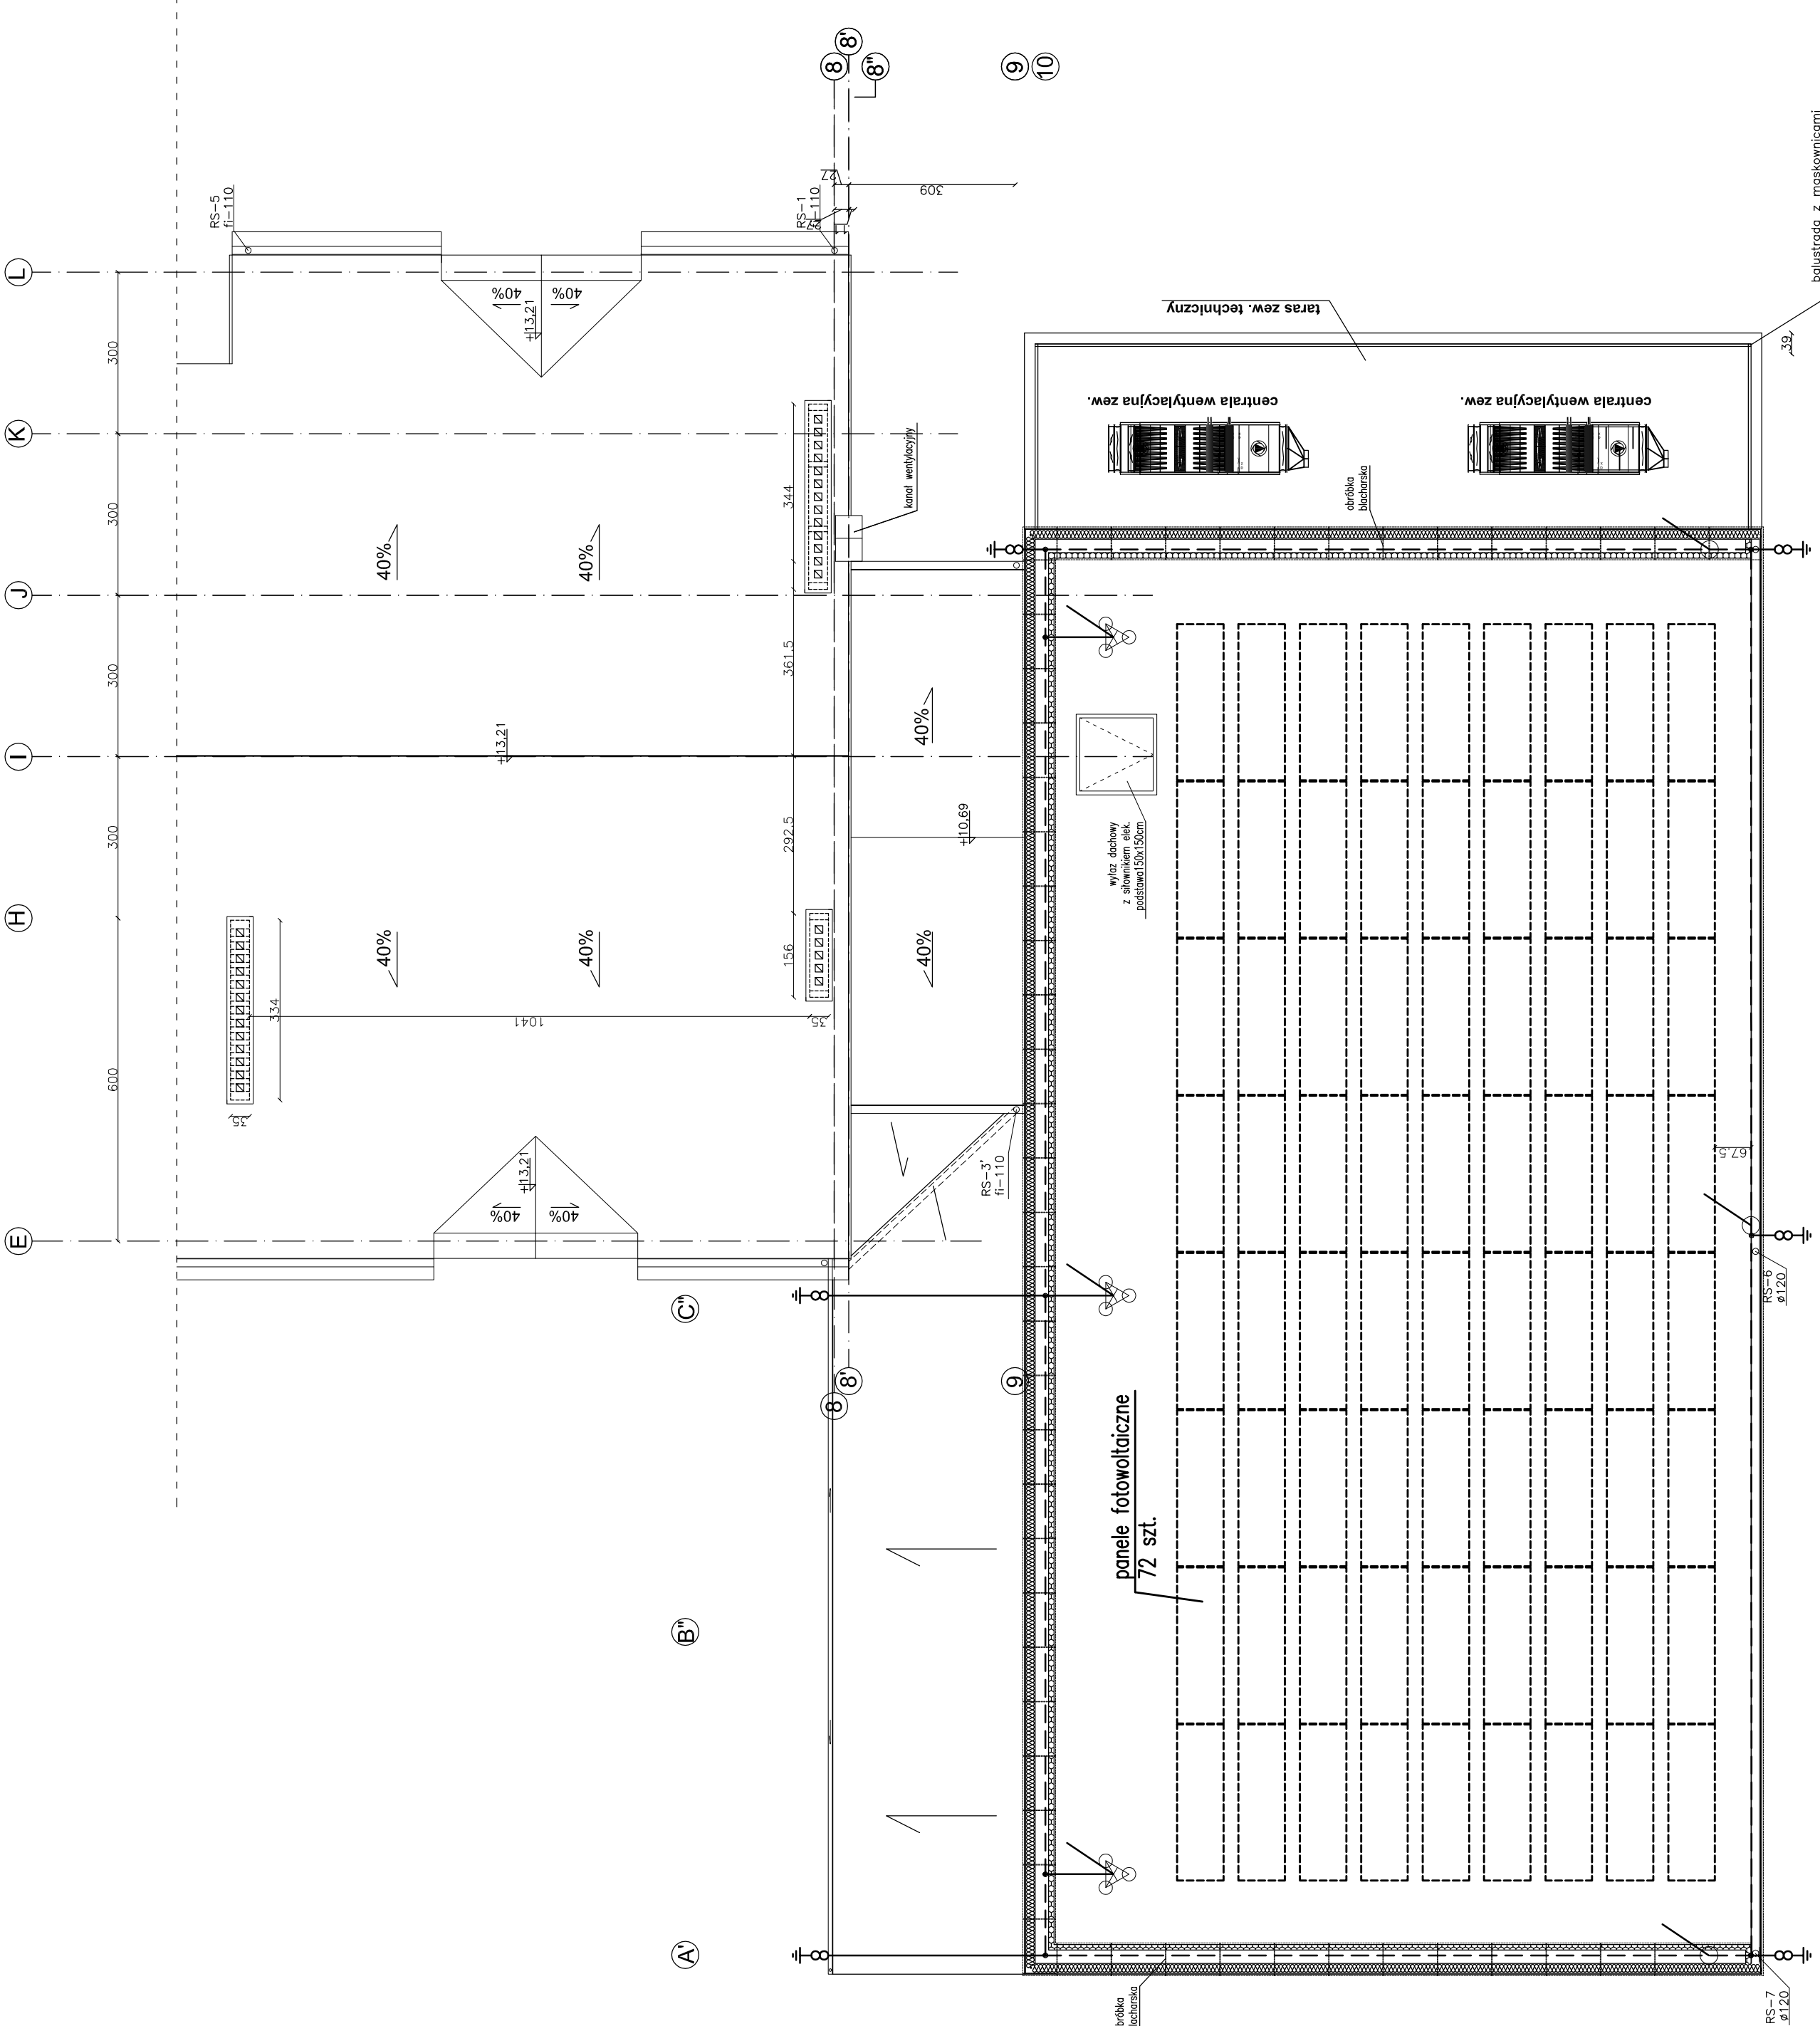 8
8'
8"
9
10
L
K
J
I
H
E
C"
B"
A'
8
8'
9
RS-5
fi-110
RS-1
fi-110
27
27
309
300
300
300
300
600
40%
40%
+13,21
40%
40%
+13,21
40%
40%
344
361.5
292.5
156
35
334
35
1041
kanał wentylacyjny
40%
+10,69
40%
+13,21
40%
40%
RS-3'
fi-110
taras zew. techniczny
centrala wentylacyjna zew.
centrala wentylacyjna zew.
39
balustrada z maskownicami
obróbka
blacharska
wyłaz dachowy
z siłownikiem elek.
podstawa150x150cm
panele fotowoltaiczne
72 szt.
67.5
RS-6
ø120
RS-7
ø120
bróbka
lacharska